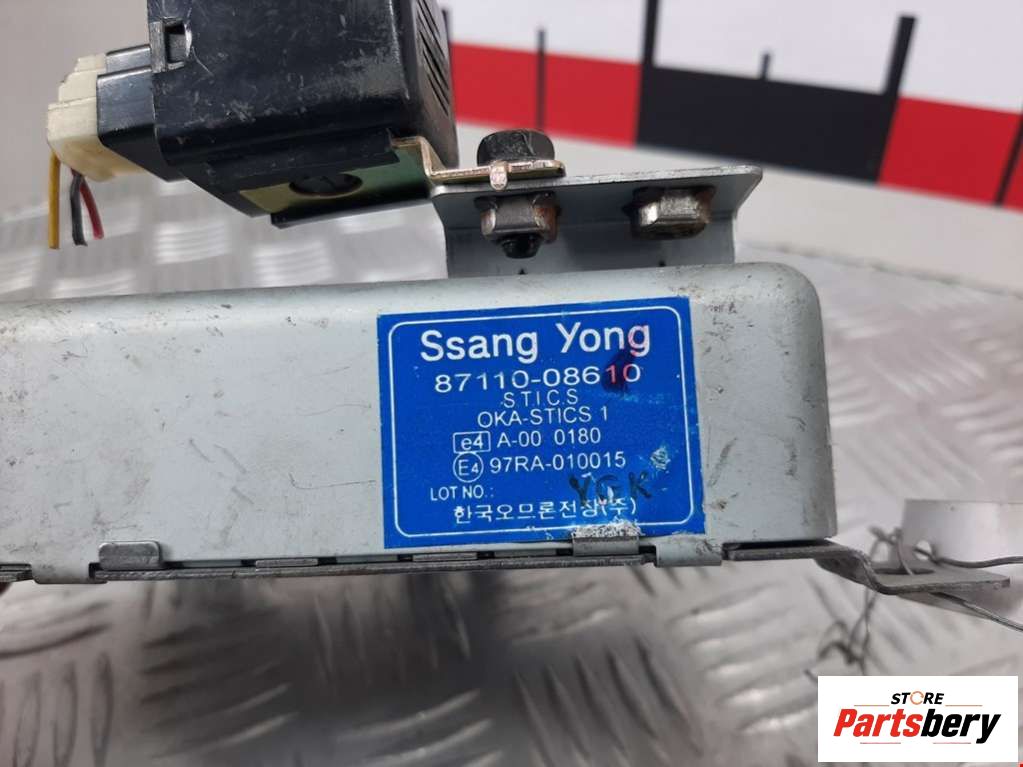 Ssang Yong
87110-08610
S.T.I.C.S
OKA-STICS 1
e4 A-00 0180
E4 97RA-010015
LOT NO.:
한국오므론전장(주)
STORE
Partsbery